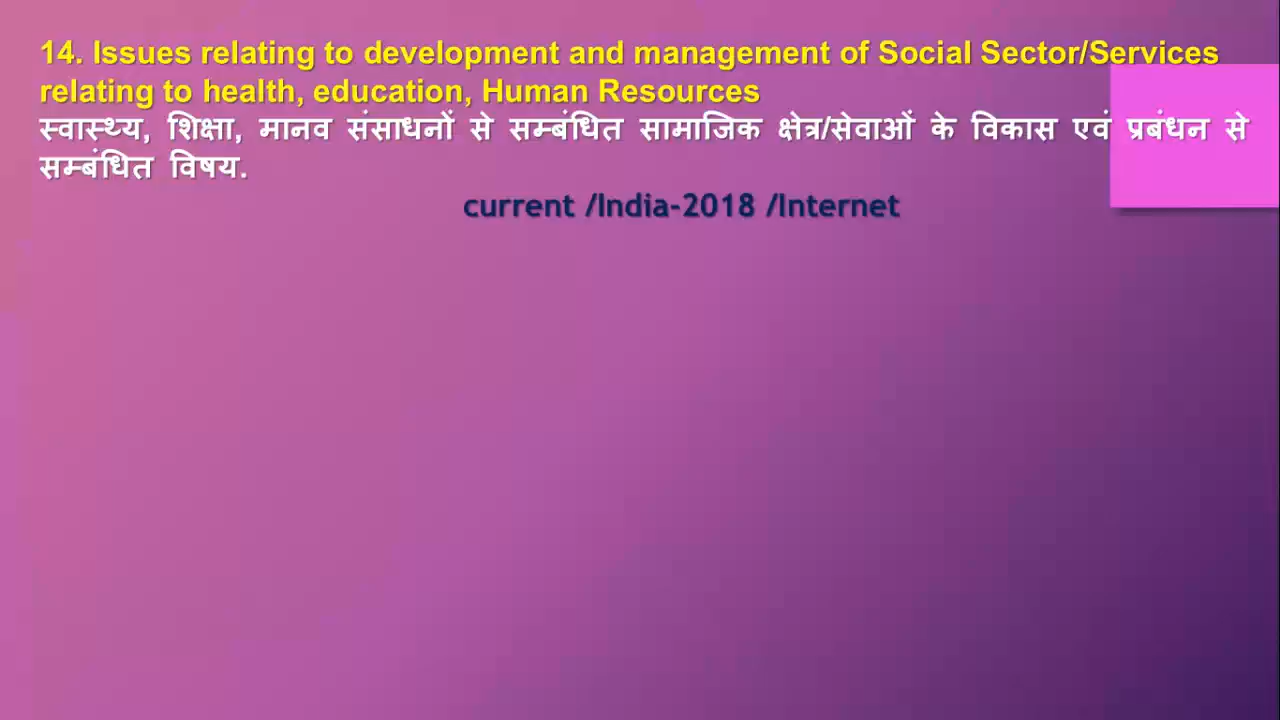 14. Issues relating to development and management of Social Sector/Services
relating to health, education, Human Resources
स्वास्थ्य, शिक्षा, मानव संसाधनों से सम्बंधित सामाजिक क्षेत्र/सेवाओं के विकास एवं प्रबंधन से
सम्बंधित विषय.
current /India-2018 /Internet